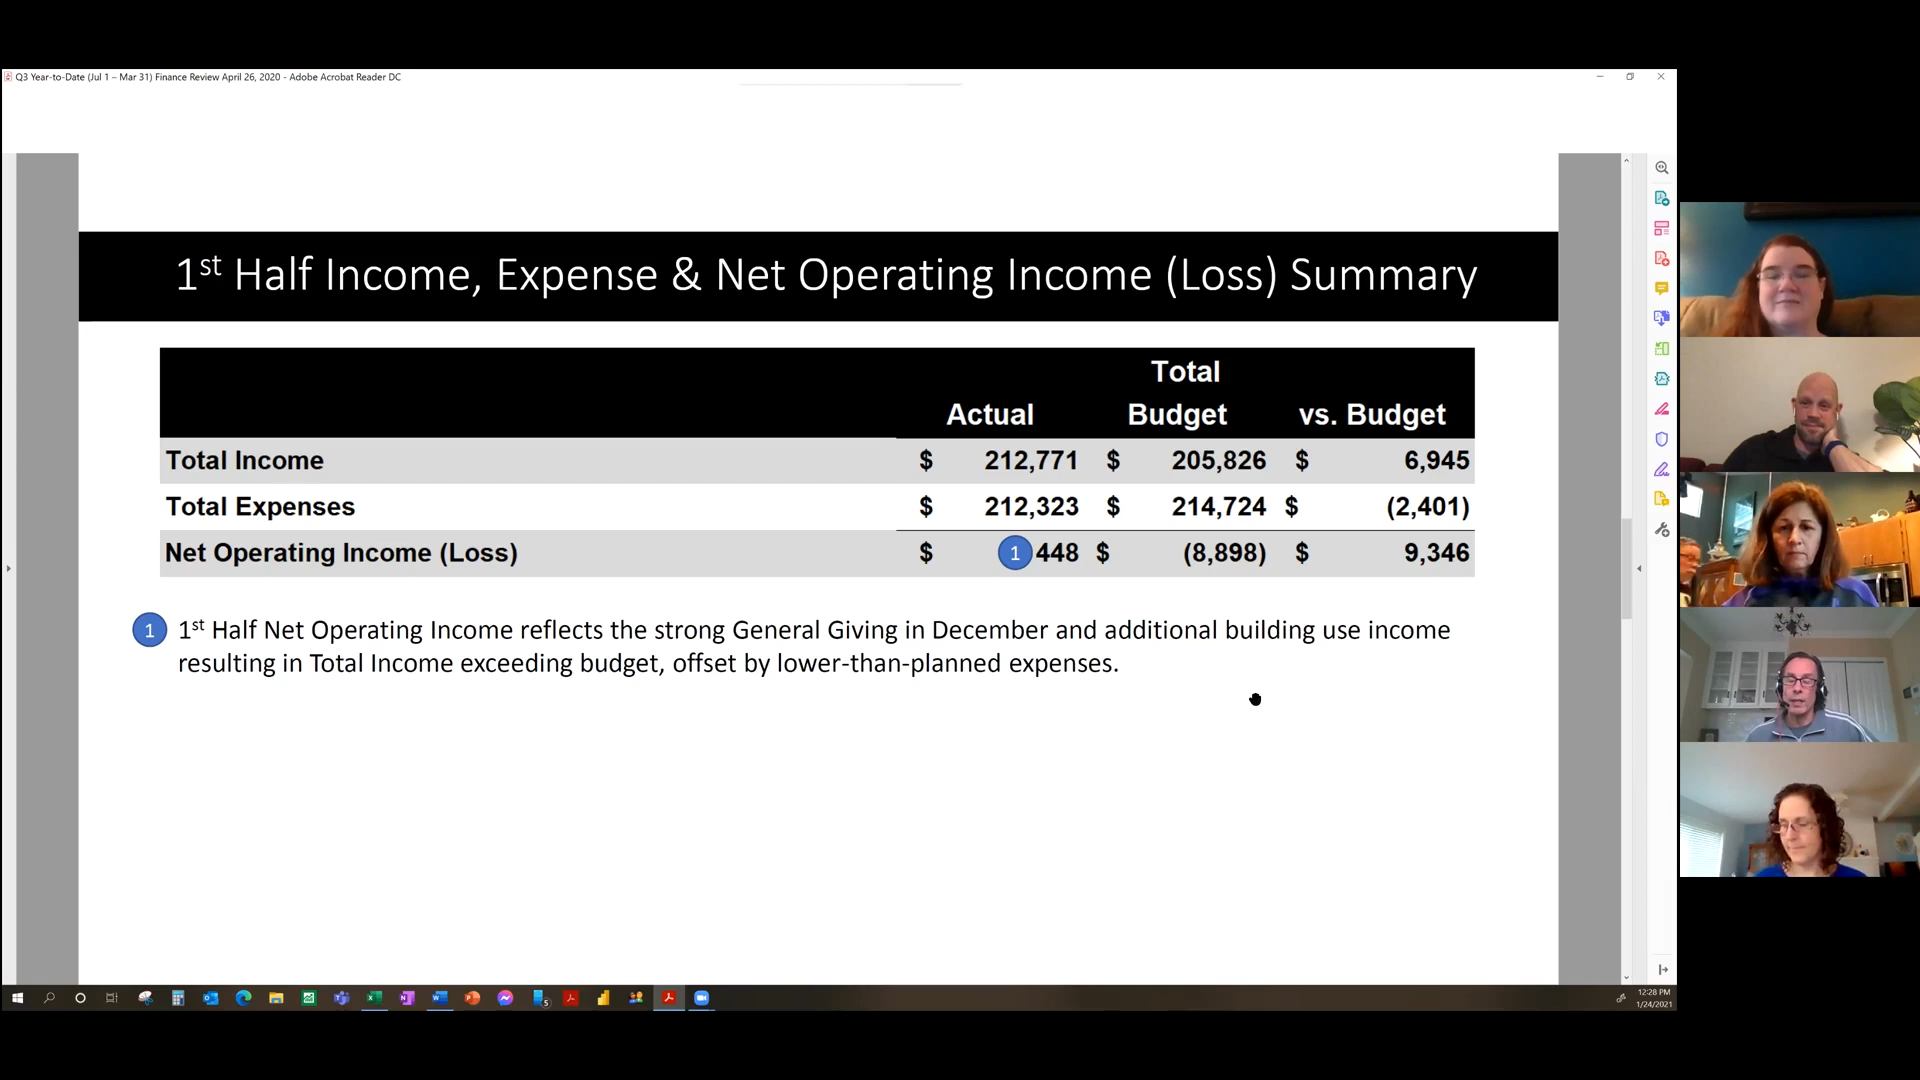 Q3 Year-to-Date (Jul 1 – Mar 31) Finance Review April 26, 2020 - Adobe Acrobat Reader DC
1st Half Income, Expense & Net Operating Income (Loss) Summary
Total
Actual Budget vs. Budget
Total Income $ 212,771 $ 205,826 $ 6,945
Total Expenses $ 212,323 $ 214,724 $ (2,401)
Net Operating Income (Loss) $ 1 448 $ (8,898) $ 9,346
1 1st Half Net Operating Income reflects the strong General Giving in December and additional building use income
resulting in Total Income exceeding budget, offset by lower-than-planned expenses.
12:28 PM
1/24/2021